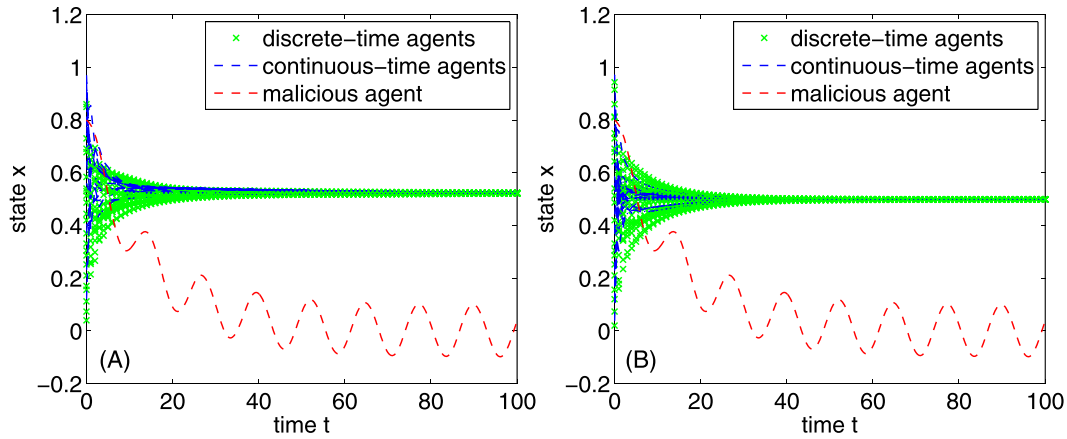 1.2
1
0.8
0.6
0.4
0.2
0
−0.2
state x
0
20
40
60
80
100
time t
discrete−time agents
continuous−time agents
malicious agent
(A)
1.2
1
0.8
0.6
0.4
0.2
0
−0.2
state x
0
20
40
60
80
100
time t
discrete−time agents
continuous−time agents
malicious agent
(B)